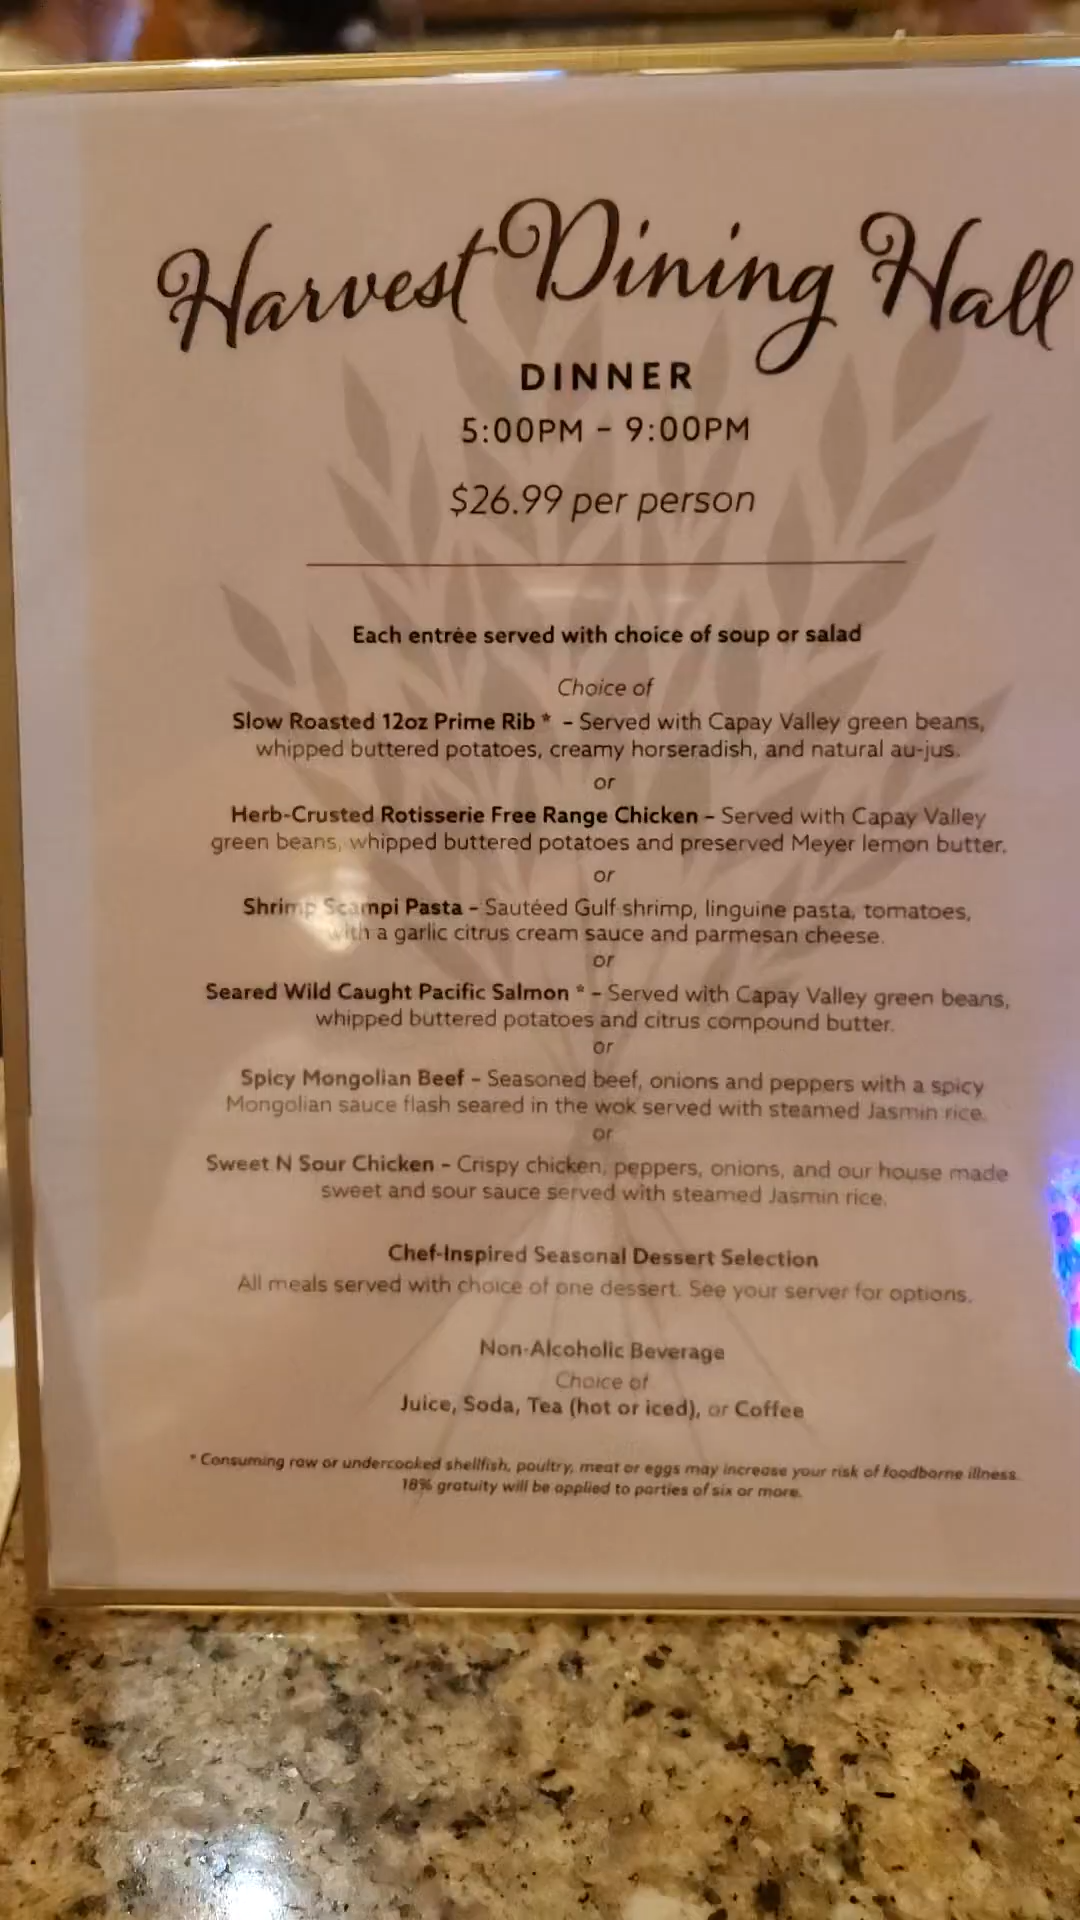 Harvest Dining Hall
DINNER
5:00PM – 9:00PM
$26.99 per person
Each entrée served with choice of soup or salad
Choice of
Slow Roasted 12oz Prime Rib * – Served with Capay Valley green beans,
whipped buttered potatoes, creamy horseradish, and natural au-jus.
or
Herb-Crusted Rotisserie Free Range Chicken – Served with Capay Valley
green beans, whipped buttered potatoes and preserved Meyer lemon butter.
or
Shrimp Scampi Pasta – Sautéed Gulf shrimp, linguine pasta, tomatoes,
with a garlic citrus cream sauce and parmesan cheese.
or
Seared Wild Caught Pacific Salmon * – Served with Capay Valley green beans,
whipped buttered potatoes and citrus compound butter.
or
Spicy Mongolian Beef – Seasoned beef, onions and peppers with a spicy
Mongolian sauce flash seared in the wok served with steamed Jasmin rice.
or
Sweet N Sour Chicken – Crispy chicken, peppers, onions, and our house made
sweet and sour sauce served with steamed Jasmin rice.
Chef-Inspired Seasonal Dessert Selection
All meals served with choice of one dessert. See your server for options.
Non-Alcoholic Beverage
Choice of
Juice, Soda, Tea (hot or iced), or Coffee
* Consuming raw or undercooked shellfish, poultry, meat or eggs may increase your risk of foodborne illness.
18% gratuity will be applied to parties of six or more.